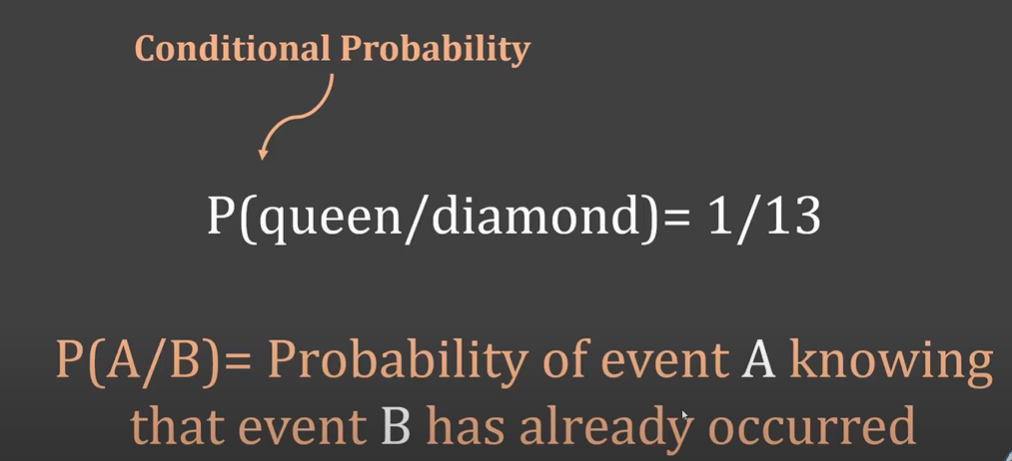 Conditional Probability
P(queen/diamond)= 1/13
P(A/B)= Probability of event A knowing
that event B has already occurred